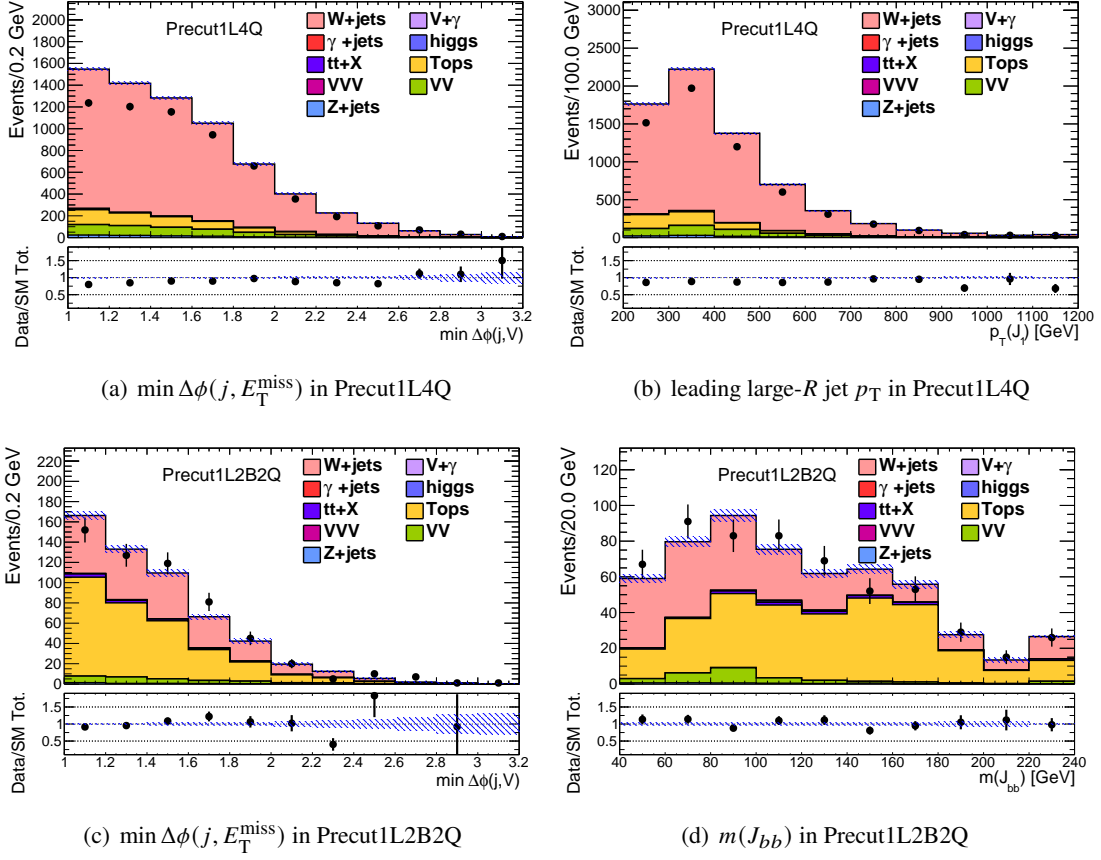 Events/0.2 GeV
2000
1800
1600
1400
1200
1000
800
600
400
200
0
Precut1L4Q
W+jets V+γ
γ +jets higgs
tt+X Tops
VVV VV
Z+jets
Data/SM Tot.
1.5
1
0.5
1 1.2 1.4 1.6 1.8 2 2.2 2.4 2.6 2.8 3 3.2
min Δϕ(j,V)
(a) min Δϕ(j, E_T^miss) in Precut1L4Q
Events/100.0 GeV
3000
2500
2000
1500
1000
500
0
Precut1L4Q
W+jets V+γ
γ +jets higgs
tt+X Tops
VVV VV
Z+jets
Data/SM Tot.
1.5
1
0.5
200 300 400 500 600 700 800 900 1000 1100 1200
p_T(J_1) [GeV]
(b) leading large-R jet p_T in Precut1L4Q
Events/0.2 GeV
220
200
180
160
140
120
100
80
60
40
20
0
Precut1L2B2Q
W+jets V+γ
γ +jets higgs
tt+X Tops
VVV VV
Z+jets
Data/SM Tot.
1.5
1
0.5
1 1.2 1.4 1.6 1.8 2 2.2 2.4 2.6 2.8 3 3.2
min Δϕ(j,V)
(c) min Δϕ(j, E_T^miss) in Precut1L2B2Q
Events/20.0 GeV
120
100
80
60
40
20
0
Precut1L2B2Q
W+jets V+γ
γ +jets higgs
tt+X Tops
VVV VV
Z+jets
Data/SM Tot.
1.5
1
0.5
40 60 80 100 120 140 160 180 200 220 240
m(J_bb) [GeV]
(d) m(J_bb) in Precut1L2B2Q